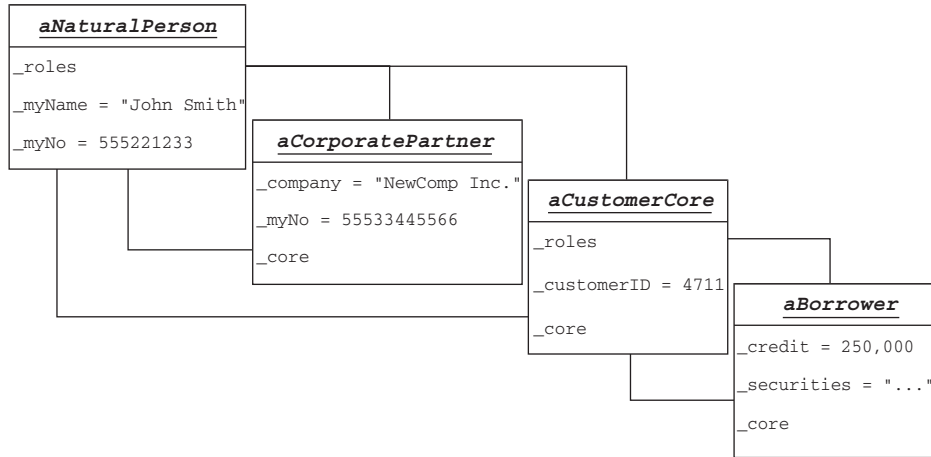 aNaturalPerson
_roles
_myName = "John Smith"
_myNo = 555221233
aCorporatePartner
_company = "NewComp Inc."
_myNo = 55533445566
_core
aCustomerCore
_roles
_customerID = 4711
_core
aBorrower
_credit = 250,000
_securities = "..."
_core